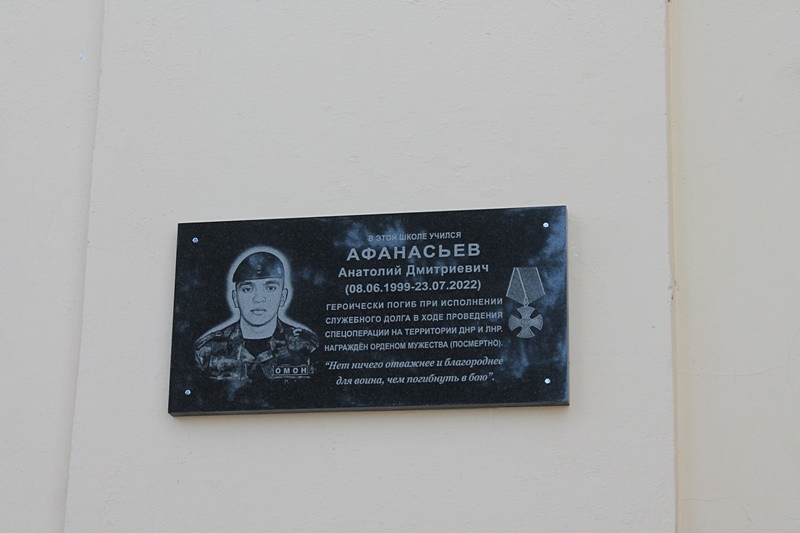 В ЭТОЙ ШКОЛЕ УЧИЛСЯ
АФАНАСЬЕВ
Анатолий Дмитриевич
(08.06.1999-23.07.2022)
ГЕРОИЧЕСКИ ПОГИБ ПРИ ИСПОЛНЕНИИ
СЛУЖЕБНОГО ДОЛГА В ХОДЕ ПРОВЕДЕНИЯ
СПЕЦОПЕРАЦИИ НА ТЕРРИТОРИИ ДНР И ЛНР.
НАГРАЖДЁН ОРДЕНОМ МУЖЕСТВА (ПОСМЕРТНО).
"Нет ничего отважнее и благороднее
для воина, чем погибнуть в бою".
ОМОН